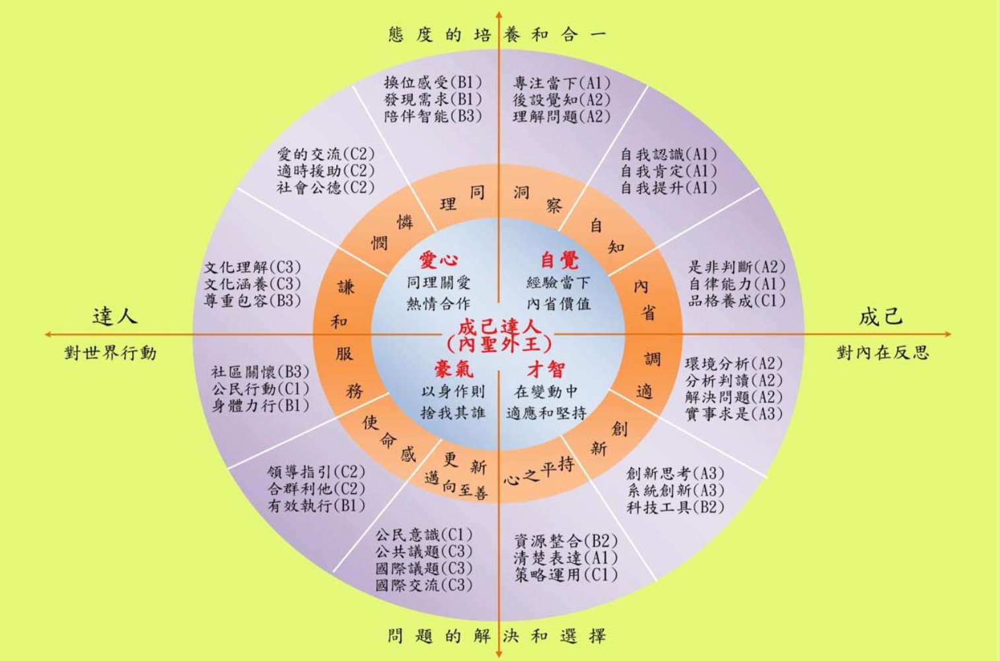 態度的培養和合一
換位感受(B1)
發現需求(B1)
陪伴智能(B3)
專注當下(A1)
後設覺知(A2)
理解問題(A2)
愛的交流(C2)
適時援助(C2)
社會公德(C2)
自我認識(A1)
自我肯定(A1)
自我提升(A1)
同理
洞察
憐憫
自知
文化理解(C3)
文化涵養(C3)
尊重包容(B3)
謙和
愛心
同理關愛
熱情合作
自覺
經驗當下
內省價值
內省
是非判斷(A2)
自律能力(A1)
品格養成(C1)
達人
對世界行動
成己達人
(內聖外王)
成己
對內在反思
社區關懷(B3)
公民行動(C1)
身體力行(B1)
服務
豪氣
以身作則
捨我其誰
才智
在變動中
適應和堅持
調適
環境分析(A2)
分析判讀(A2)
解決問題(A2)
實事求是(A3)
使命感
更新
邁向至善
心之平持
創新
領導指引(C2)
合群利他(C2)
有效執行(B1)
創新思考(A3)
系統創新(A3)
科技工具(B2)
公民意識(C1)
公共議題(C3)
國際議題(C3)
國際交流(C3)
資源整合(B2)
清楚表達(A1)
策略運用(C1)
問題的解決和選擇